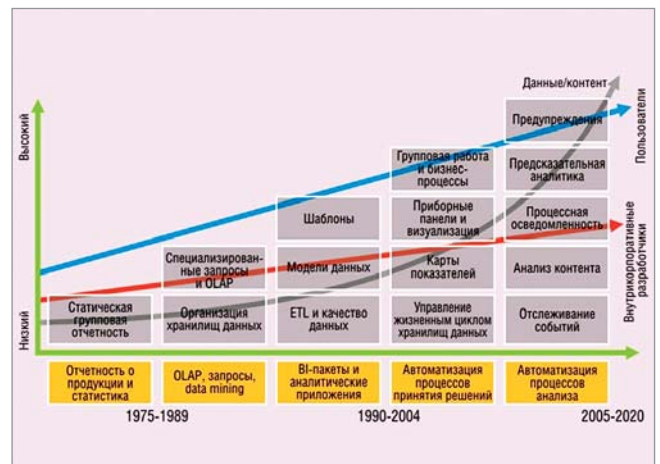 Данные/контент
Высокий
Низкий
Пользователи
Внутрикорпоративные
разработчики
Предупреждения
Групповая работа
и бизнес-
процессы
Предсказательная
аналитика
Шаблоны
Приборные
панели и
визуализация
Процессная
осведомленность
Специализирован-
ные запросы
и OLAP
Модели данных
Карты
показателей
Анализ контента
Статическая
групповая
отчетность
Организация
хранилищ данных
ETL и качество
данных
Управление
жизненным циклом
хранилищ данных
Отслеживание
событий
Отчетность о
продукции и
статистика
OLAP, запросы,
data mining
BI-пакеты и
аналитические
приложения
Автоматизация
процессов
принятия решений
Автоматизация
процессов
анализа
1975-1989
1990-2004
2005-2020